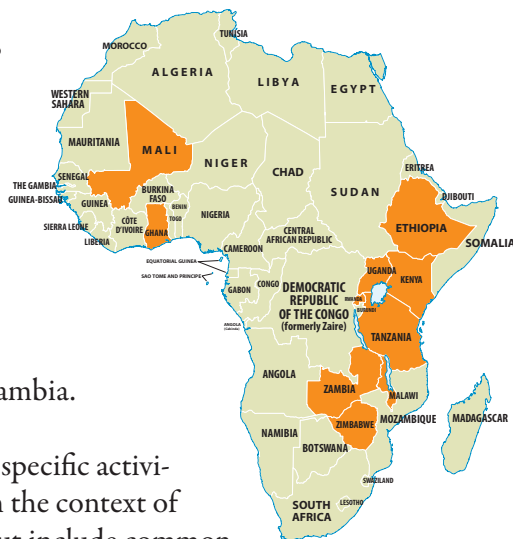 TUNISIA
MOROCCO
ALGERIA
LIBYA
EGYPT
WESTERN
SAHARA
MAURITANIA
MALI
NIGER
CHAD
SUDAN
ERITREA
DJIBOUTI
SENEGAL
THE GAMBIA
GUINEA-BISSAU
GUINEA
SIERRA LEONE
LIBERIA
CÔTE
D'IVOIRE
BURKINA
FASO
GHANA
TOGO
BENIN
NIGERIA
CAMEROON
CENTRAL
AFRICAN REPUBLIC
ETHIOPIA
SOMALIA
EQUATORIAL GUINEA
SAO TOME AND PRINCIPE
GABON
CONGO
DEMOCRATIC
REPUBLIC
OF THE CONGO
(formerly Zaire)
UGANDA
KENYA
RWANDA
BURUNDI
TANZANIA
ANGOLA
(Cabinda)
ANGOLA
ZAMBIA
MALAWI
MOZAMBIQUE
ZIMBABWE
MADAGASCAR
NAMIBIA
BOTSWANA
SWAZILAND
LESOTHO
SOUTH
AFRICA
ambia.
specific activi-
the context of
include common